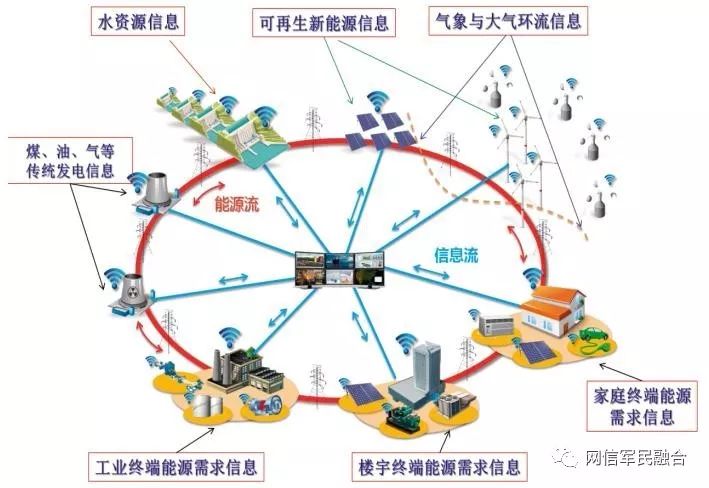 水资源信息
可再生新能源信息
气象与大气环流信息
煤、油、气等
传统发电信息
能源流
信息流
家庭终端能源
需求信息
工业终端能源需求信息
楼宇终端能源需求信息
网信军民融合